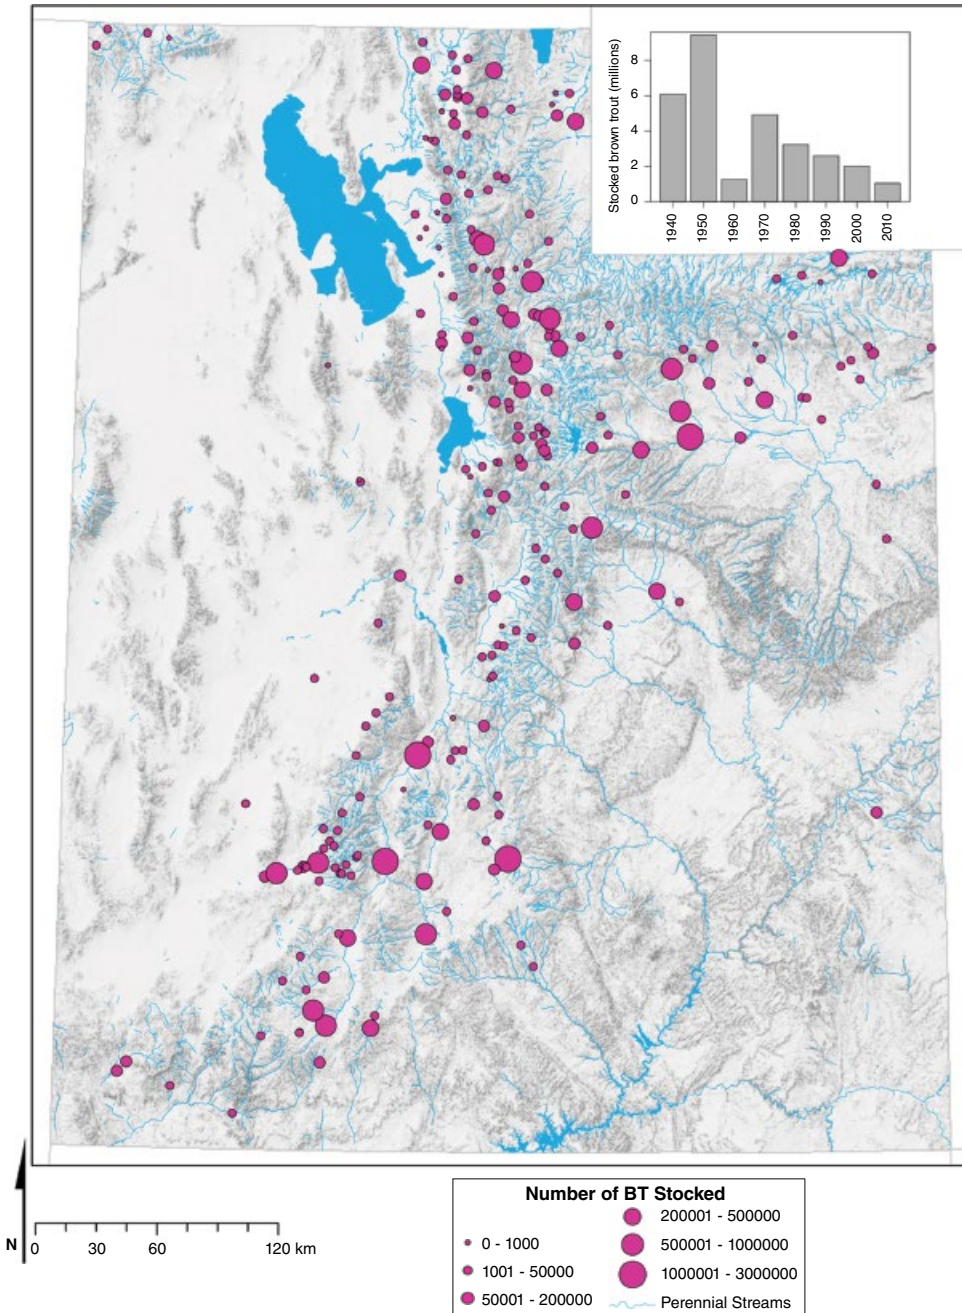 Stocked brown trout (millions)
8
6
4
2
0
1940
1950
1960
1970
1980
1990
2000
2010
N
0
30
60
120 km
Number of BT Stocked
0 - 1000
1001 - 50000
50001 - 200000
200001 - 500000
500001 - 1000000
1000001 - 3000000
Perennial Streams